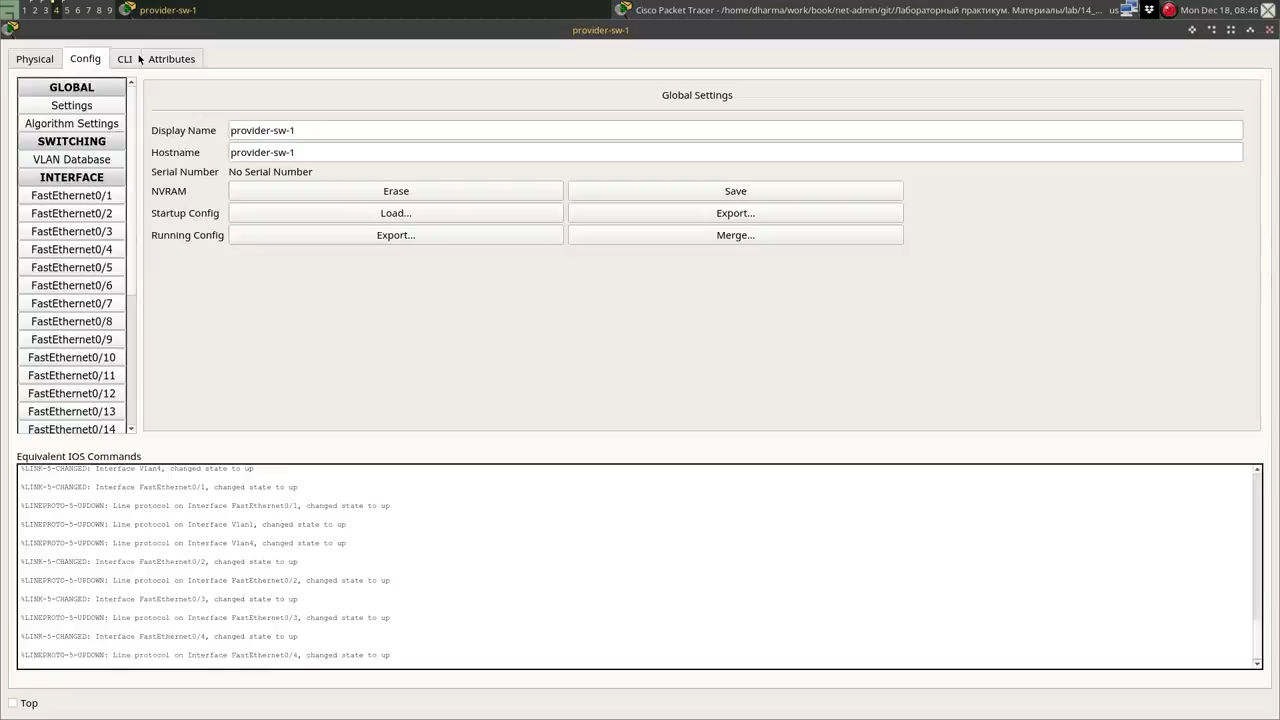 1 2 3 4 5 6 7 8 9 provider-sw-1 Cisco Packet Tracer - /home/dharma/work/book/net-admin/git/Лабораторный практикум. Материалы/lab/14_... us Mon Dec 18, 08:46
provider-sw-1
Physical Config CLI Attributes
GLOBAL
Settings
Algorithm Settings
SWITCHING
VLAN Database
INTERFACE
FastEthernet0/1
FastEthernet0/2
FastEthernet0/3
FastEthernet0/4
FastEthernet0/5
FastEthernet0/6
FastEthernet0/7
FastEthernet0/8
FastEthernet0/9
FastEthernet0/10
FastEthernet0/11
FastEthernet0/12
FastEthernet0/13
FastEthernet0/14
Global Settings
Display Name provider-sw-1
Hostname provider-sw-1
Serial Number No Serial Number
NVRAM Erase Save
Startup Config Load... Export...
Running Config Export... Merge...
Equivalent IOS Commands
%LINK-5-CHANGED: Interface Vlan4, changed state to up
%LINK-5-CHANGED: Interface FastEthernet0/1, changed state to up
%LINEPROTO-5-UPDOWN: Line protocol on Interface FastEthernet0/1, changed state to up
%LINEPROTO-5-UPDOWN: Line protocol on Interface Vlan1, changed state to up
%LINEPROTO-5-UPDOWN: Line protocol on Interface Vlan4, changed state to up
%LINK-5-CHANGED: Interface FastEthernet0/2, changed state to up
%LINEPROTO-5-UPDOWN: Line protocol on Interface FastEthernet0/2, changed state to up
%LINK-5-CHANGED: Interface FastEthernet0/3, changed state to up
%LINEPROTO-5-UPDOWN: Line protocol on Interface FastEthernet0/3, changed state to up
%LINK-5-CHANGED: Interface FastEthernet0/4, changed state to up
%LINEPROTO-5-UPDOWN: Line protocol on Interface FastEthernet0/4, changed state to up
Top